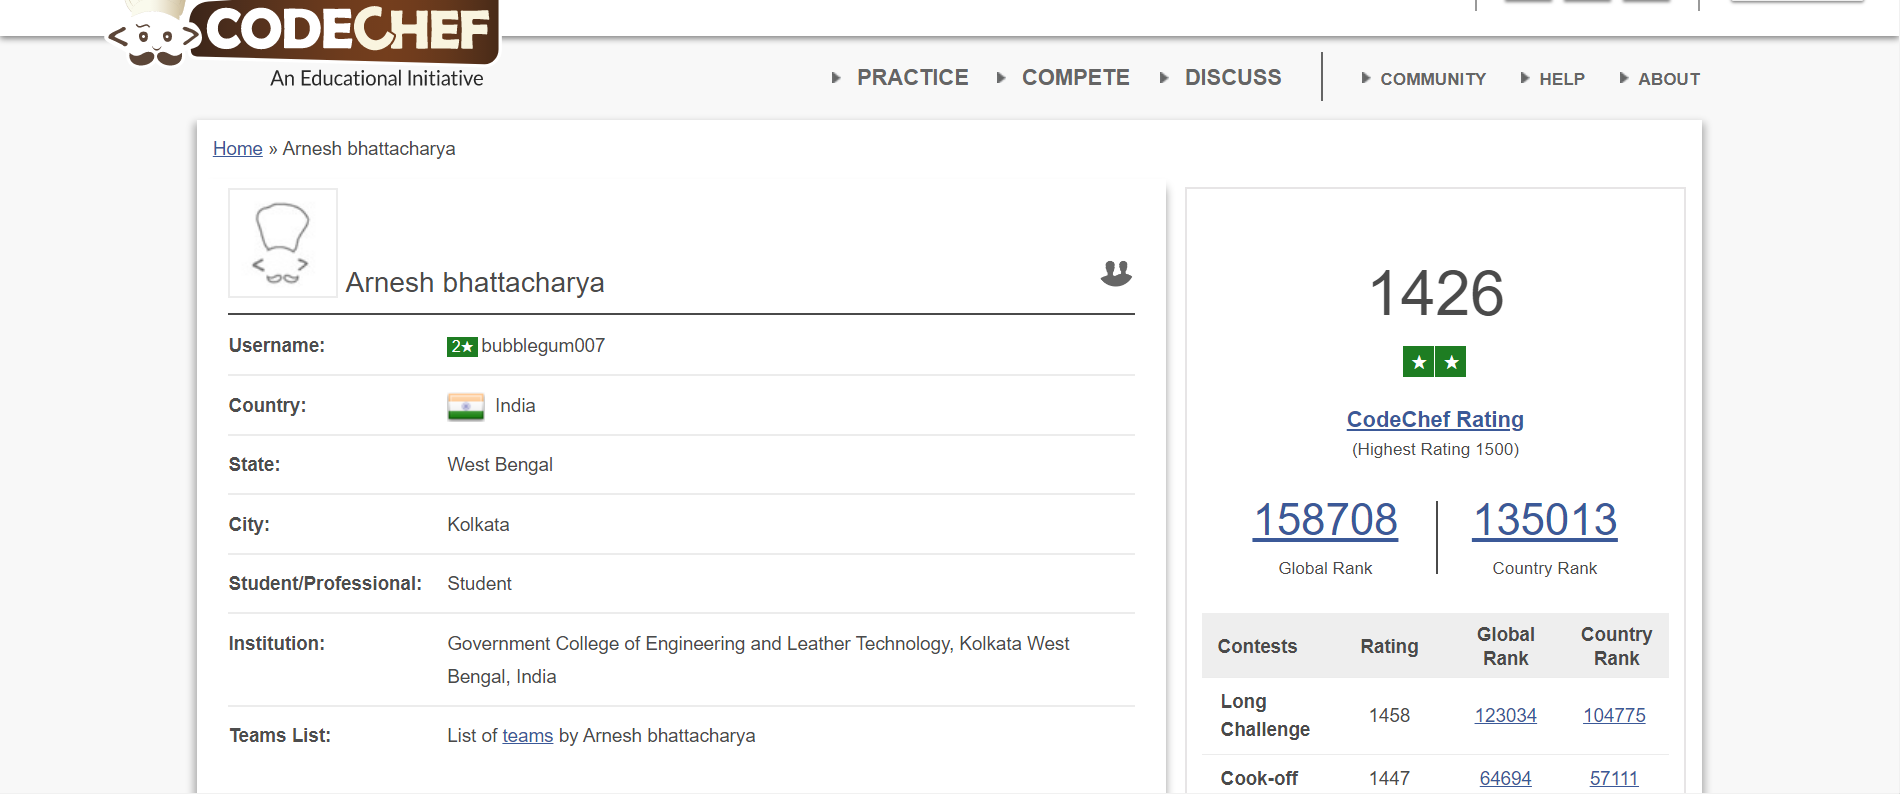 CODECHEF
An Educational Initiative
PRACTICE COMPETE DISCUSS COMMUNITY HELP ABOUT
Home » Arnesh bhattacharya
Arnesh bhattacharya
Username: 2★ bubblegum007
Country: India
State: West Bengal
City: Kolkata
Student/Professional: Student
Institution: Government College of Engineering and Leather Technology, Kolkata West
Bengal, India
Teams List: List of teams by Arnesh bhattacharya
1426
★★
CodeChef Rating
(Highest Rating 1500)
158708 135013
Global Rank Country Rank
Contests Rating Global Rank Country Rank
Long Challenge 1458 123034 104775
Cook-off 1447 64694 57111